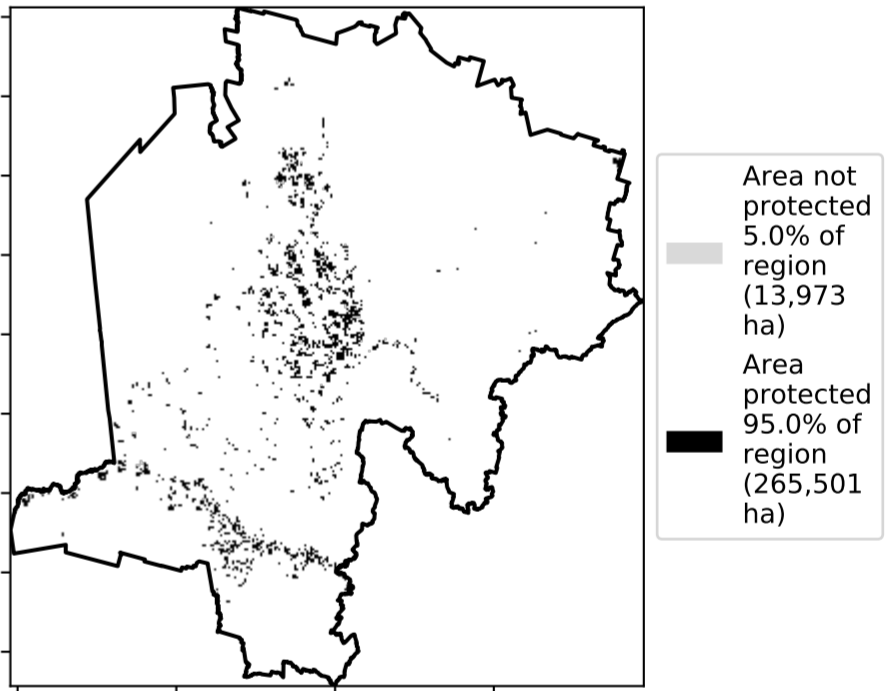 Area not
protected
5.0% of
region
(13,973
ha)
Area
protected
95.0% of
region
(265,501
ha)